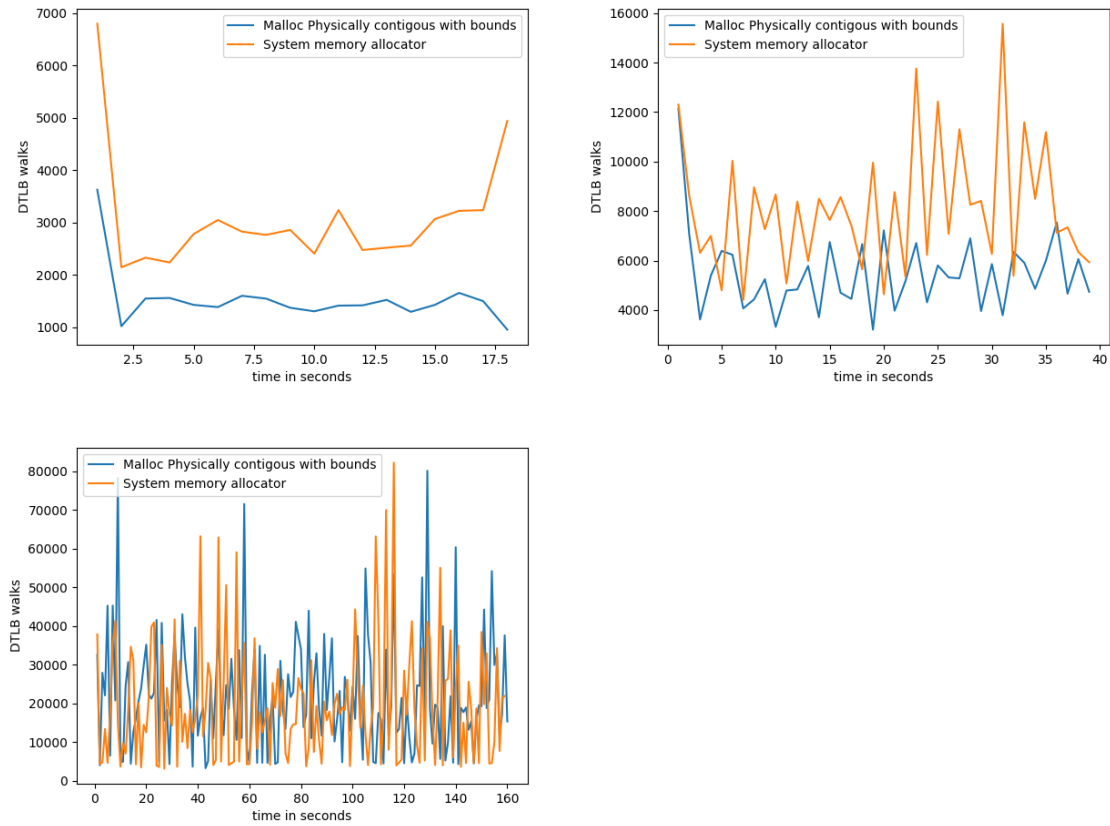 7000
6000
5000
4000
3000
2000
1000
DTLB walks
Malloc Physically contigous with bounds
System memory allocator
2.5 5.0 7.5 10.0 12.5 15.0 17.5
time in seconds
16000
14000
12000
10000
8000
6000
4000
DTLB walks
Malloc Physically contigous with bounds
System memory allocator
0 5 10 15 20 25 30 35 40
time in seconds
80000
70000
60000
50000
40000
30000
20000
10000
0
DTLB walks
Malloc Physically contigous with bounds
System memory allocator
0 20 40 60 80 100 120 140 160
time in seconds